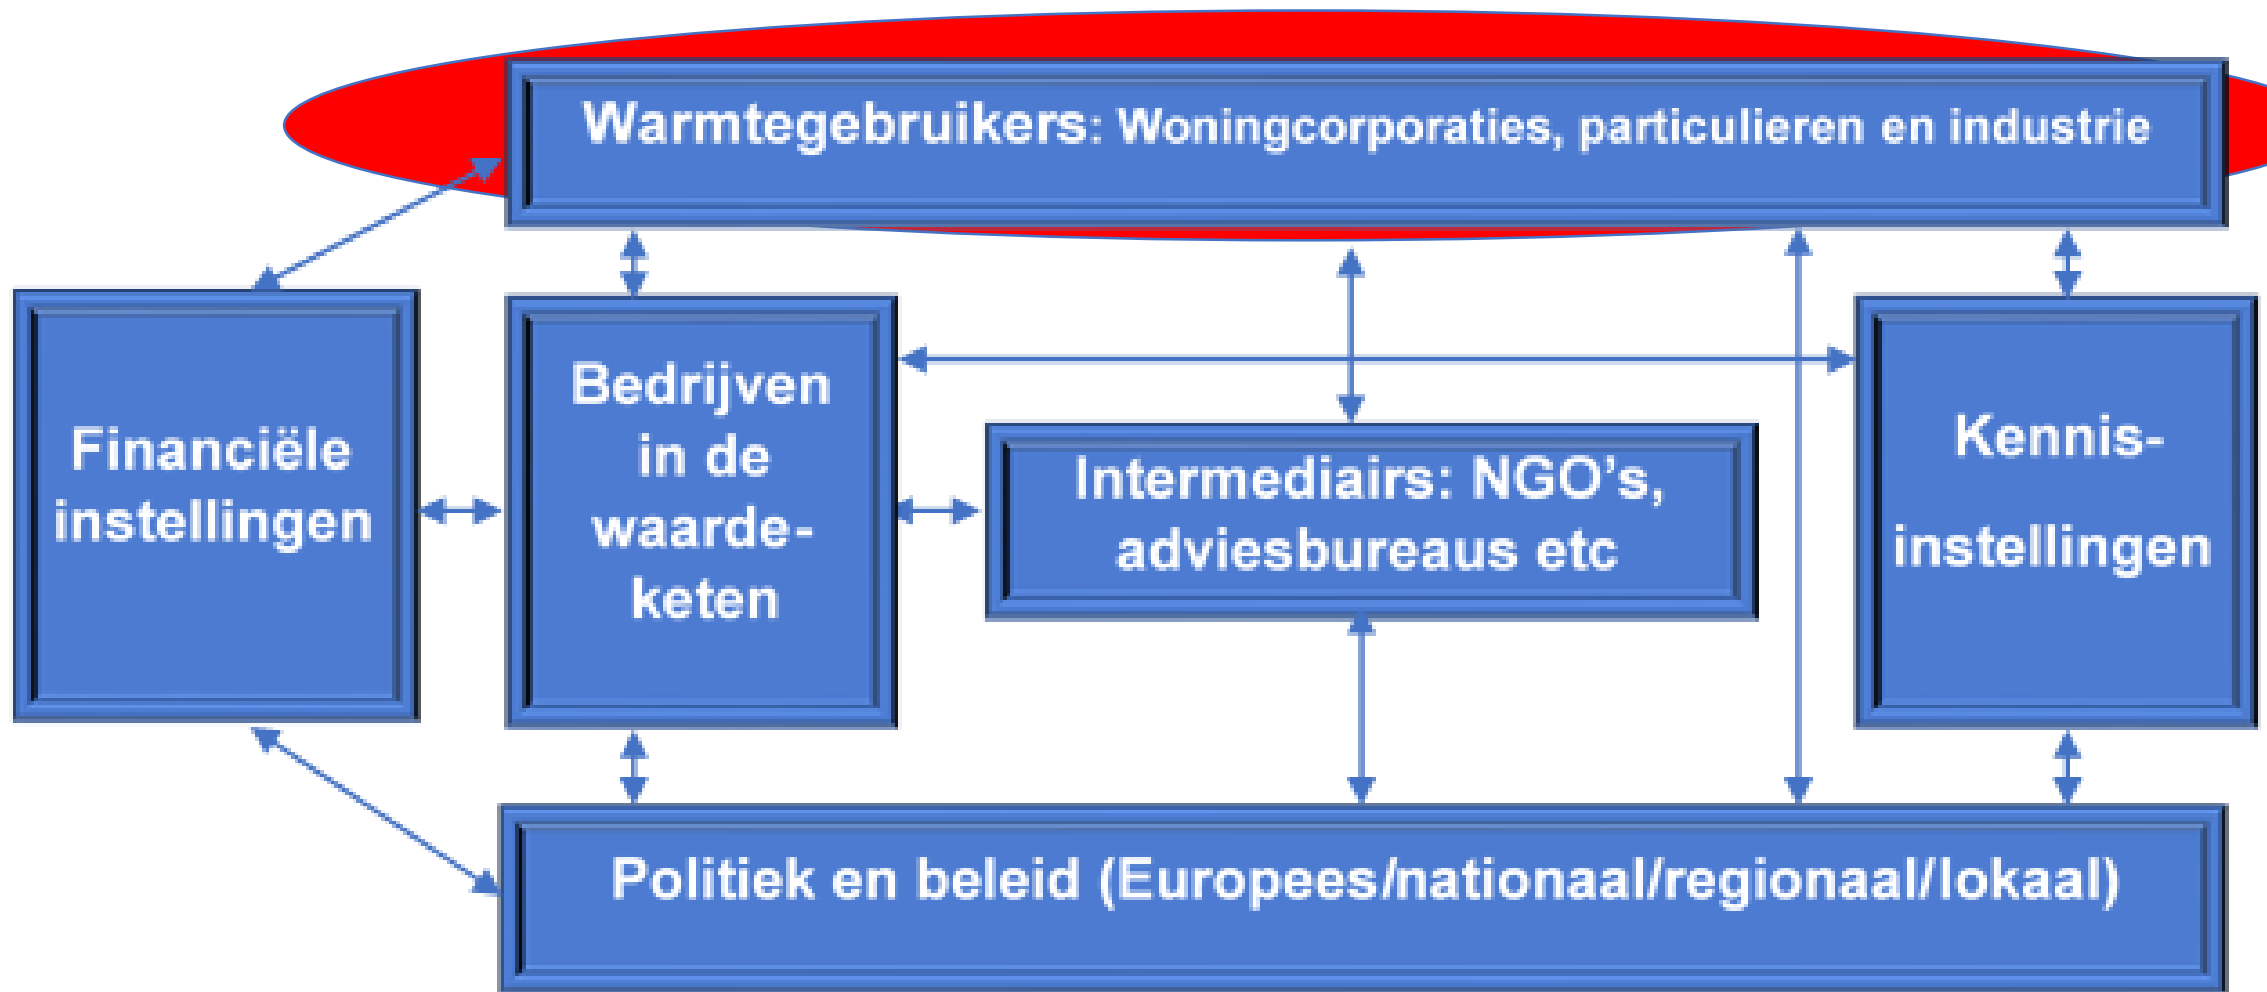 Warmtegebruikers: Woningcorporaties, particulieren en industrie
Financiële
instellingen
Bedrijven
in de
waarde-
keten
Intermediairs: NGO’s,
adviesbureaus etc
Kennis-
instellingen
Politiek en beleid (Europees/nationaal/regionaal/lokaal)